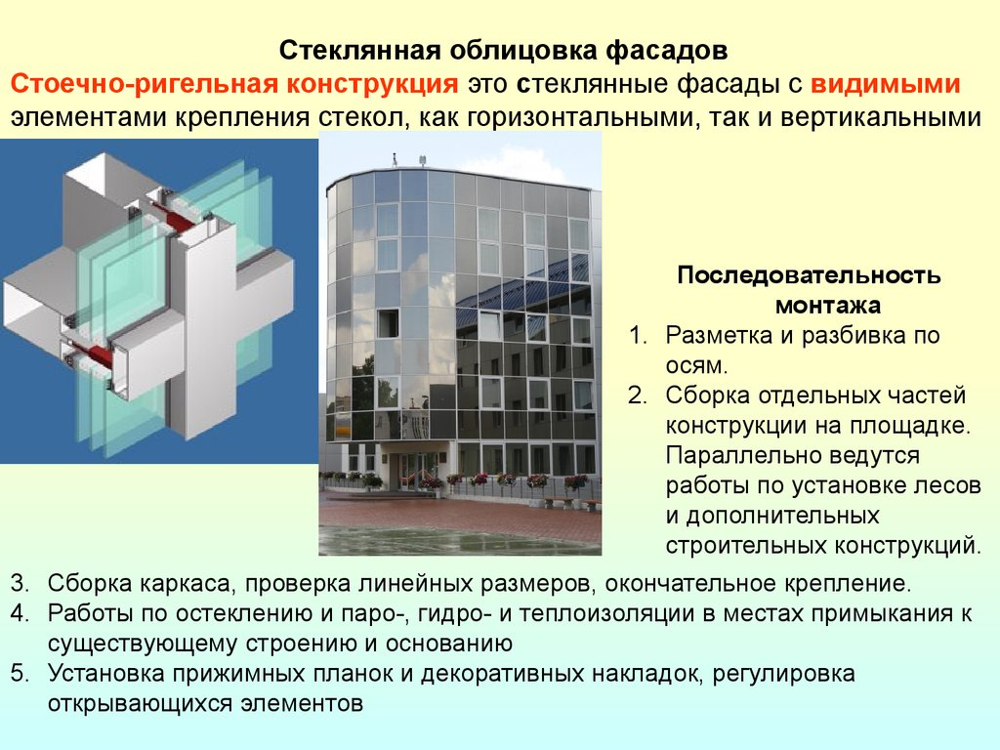 Стеклянная облицовка фасадов
Стоечно-ригельная конструкция это стеклянные фасады с видимыми
элементами крепления стекол, как горизонтальными, так и вертикальными
Последовательность
монтажа
1. Разметка и разбивка по
осям.
2. Сборка отдельных частей
конструкции на площадке.
Параллельно ведутся
работы по установке лесов
и дополнительных
строительных конструкций.
3. Сборка каркаса, проверка линейных размеров, окончательное крепление.
4. Работы по остеклению и паро-, гидро- и теплоизоляции в местах примыкания к
существующему строению и основанию
5. Установка прижимных планок и декоративных накладок, регулировка
открывающихся элементов